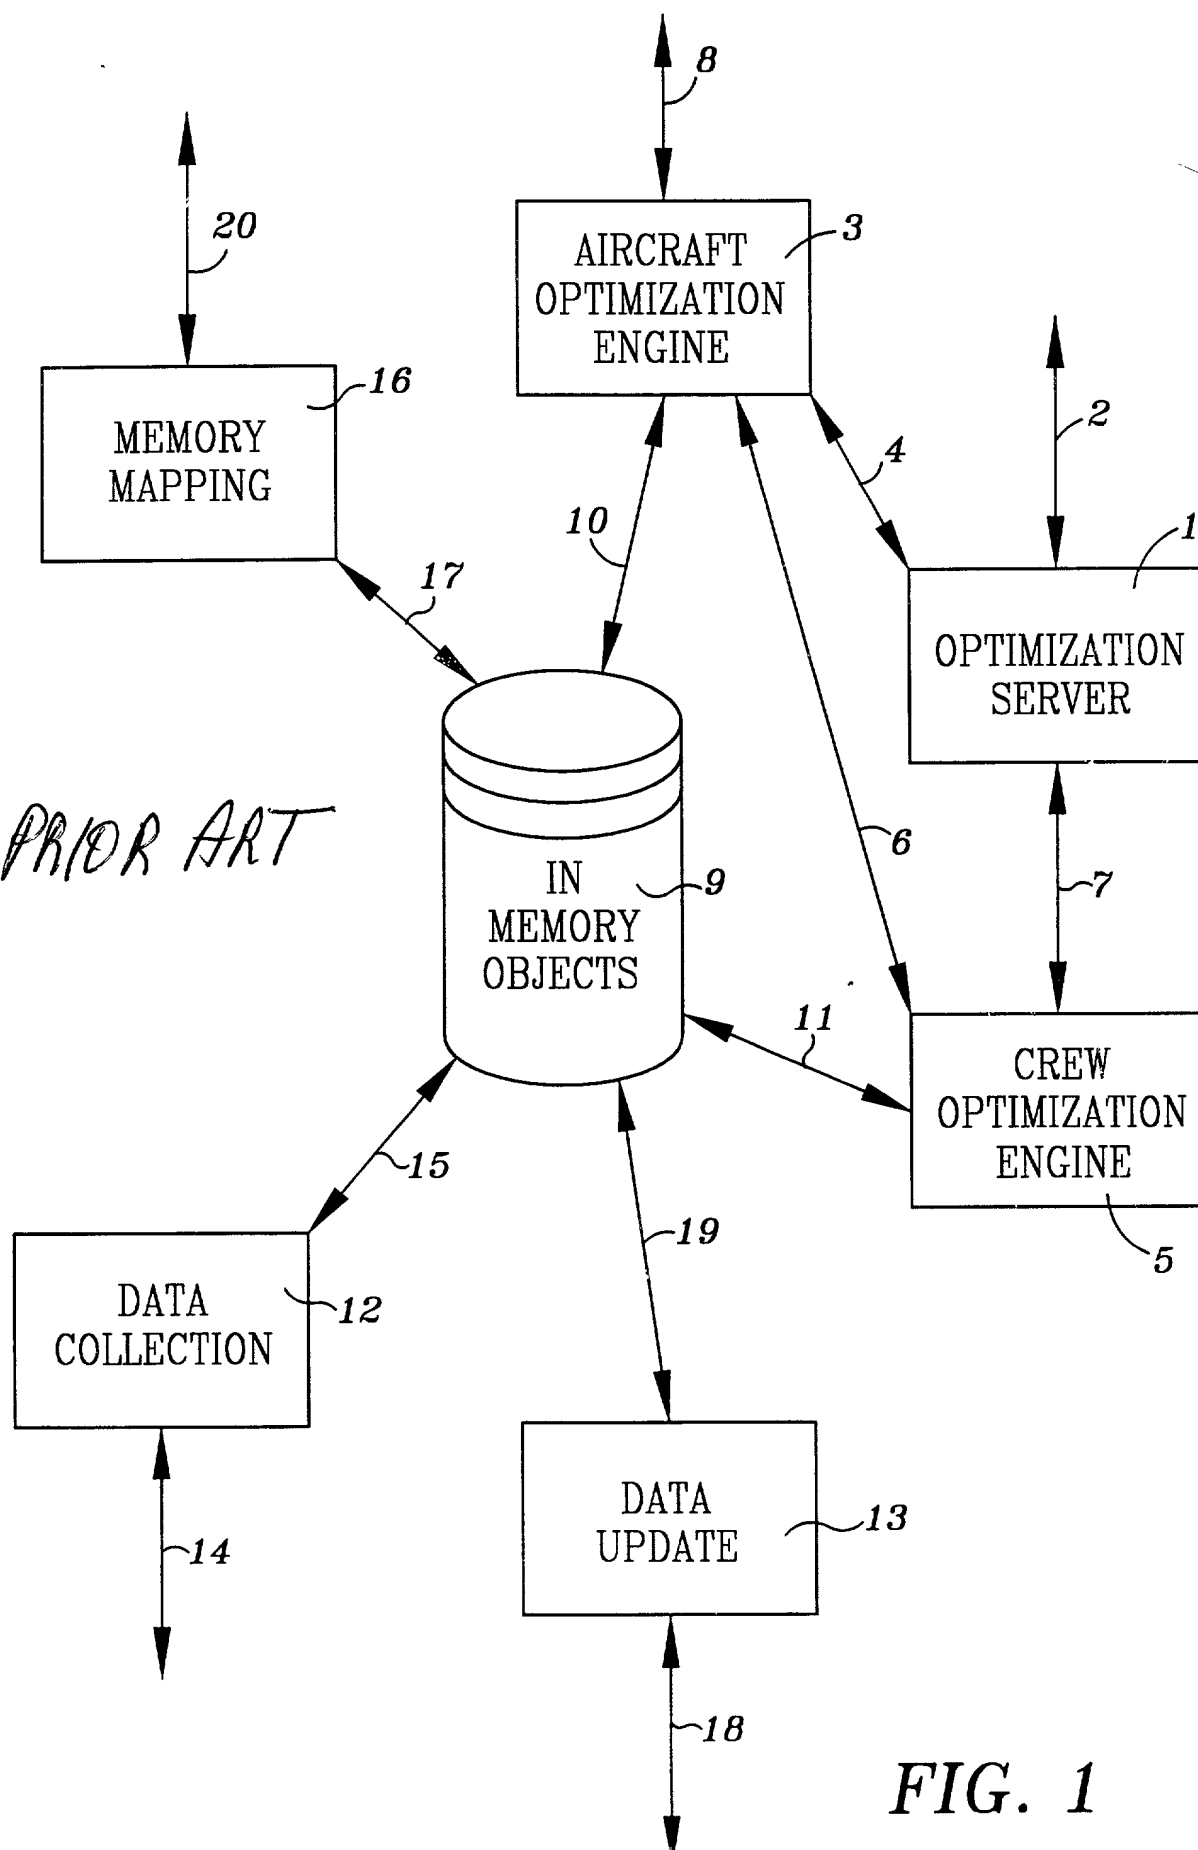 8
20
AIRCRAFT
OPTIMIZATION
ENGINE
3
16
MEMORY
MAPPING
2
4
10
1
17
OPTIMIZATION
SERVER
PRIOR ART
6
7
IN
MEMORY
OBJECTS
9
11
CREW
OPTIMIZATION
ENGINE
5
15
19
DATA
COLLECTION
12
DATA
UPDATE
13
14
18
FIG. 1